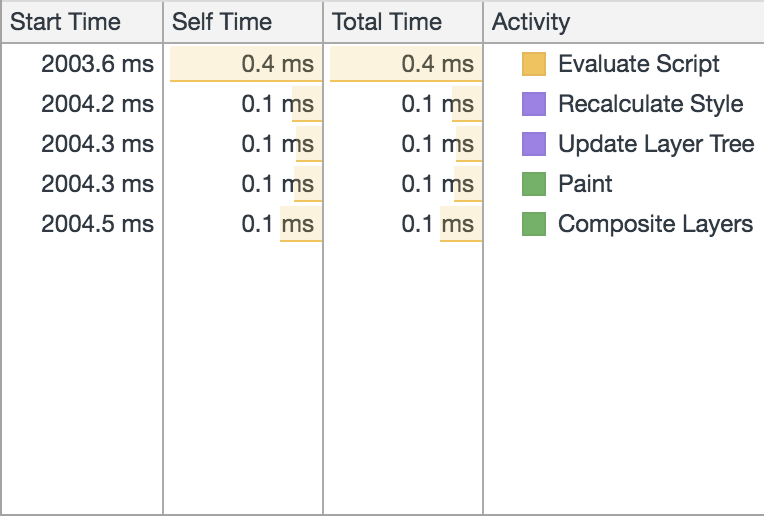 Start Time Self Time Total Time Activity
2003.6 ms 0.4 ms 0.4 ms Evaluate Script
2004.2 ms 0.1 ms 0.1 ms Recalculate Style
2004.3 ms 0.1 ms 0.1 ms Update Layer Tree
2004.3 ms 0.1 ms 0.1 ms Paint
2004.5 ms 0.1 ms 0.1 ms Composite Layers